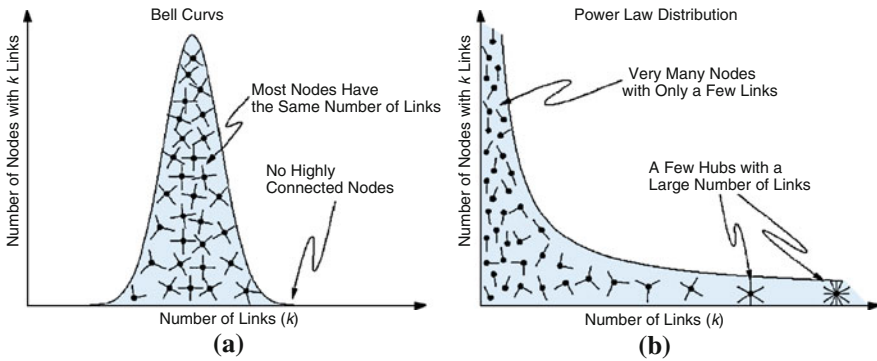 Bell Curvs
Number of Nodes with k Links
Most Nodes Have
the Same Number of Links
No Highly
Connected Nodes
Number of Links (k)
(a)
Power Law Distribution
Number of Nodes with k Links
Very Many Nodes
with Only a Few Links
A Few Hubs with a
Large Number of Links
Number of Links (k)
(b)